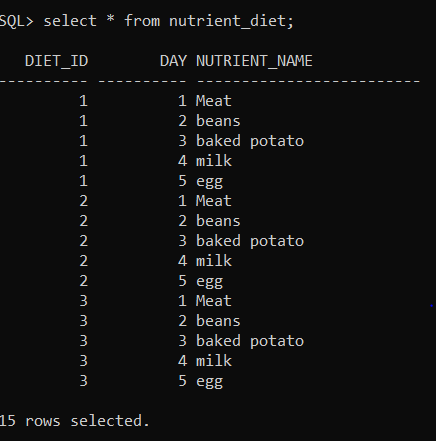 SQL> select * from nutrient_diet;
DIET_ID DAY NUTRIENT_NAME
---------- ---------- -------------------------
1 1 Meat
1 2 beans
1 3 baked potato
1 4 milk
1 5 egg
2 1 Meat
2 2 beans
2 3 baked potato
2 4 milk
2 5 egg
3 1 Meat
3 2 beans
3 3 baked potato
3 4 milk
3 5 egg
15 rows selected.